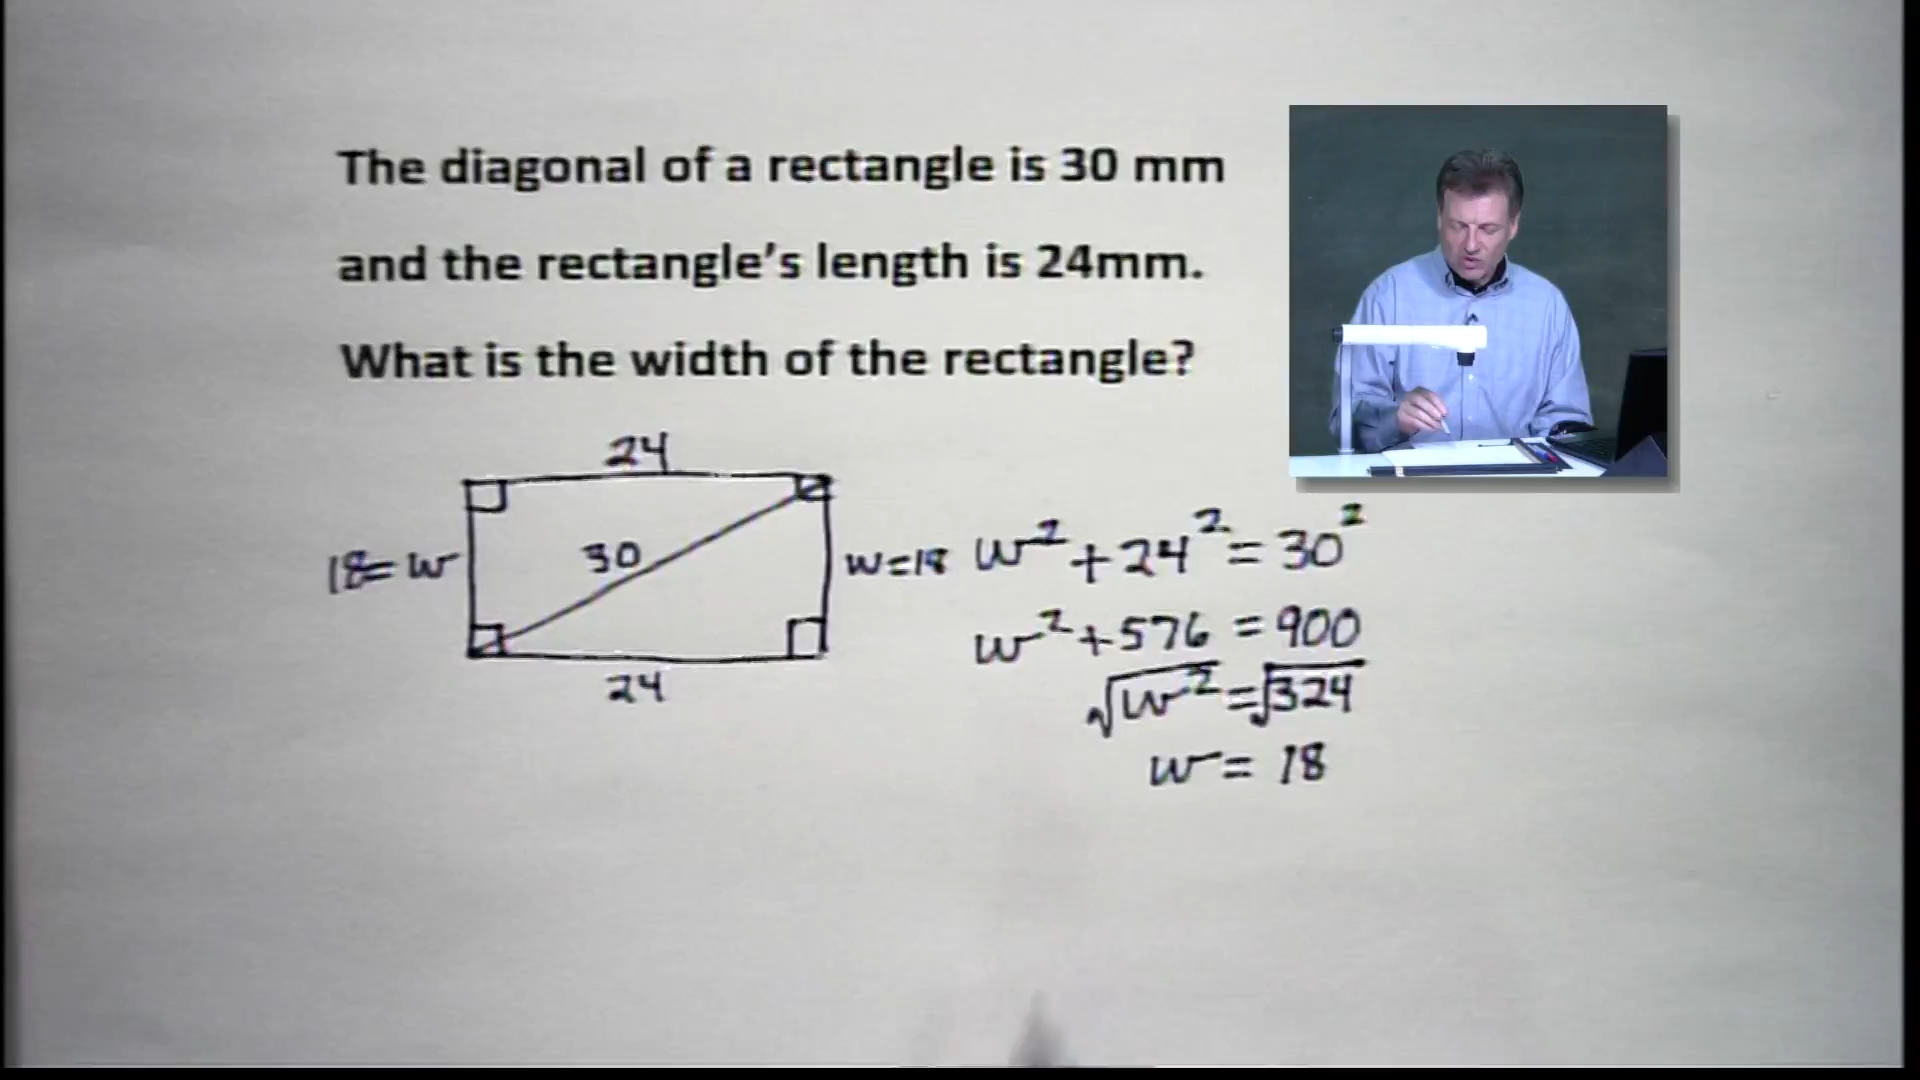 The diagonal of a rectangle is 30 mm
and the rectangle's length is 24mm.
What is the width of the rectangle?
24
18=w
30
w=18
24
w²+24²=30²
w²+576=900
√w²=√324
w=18